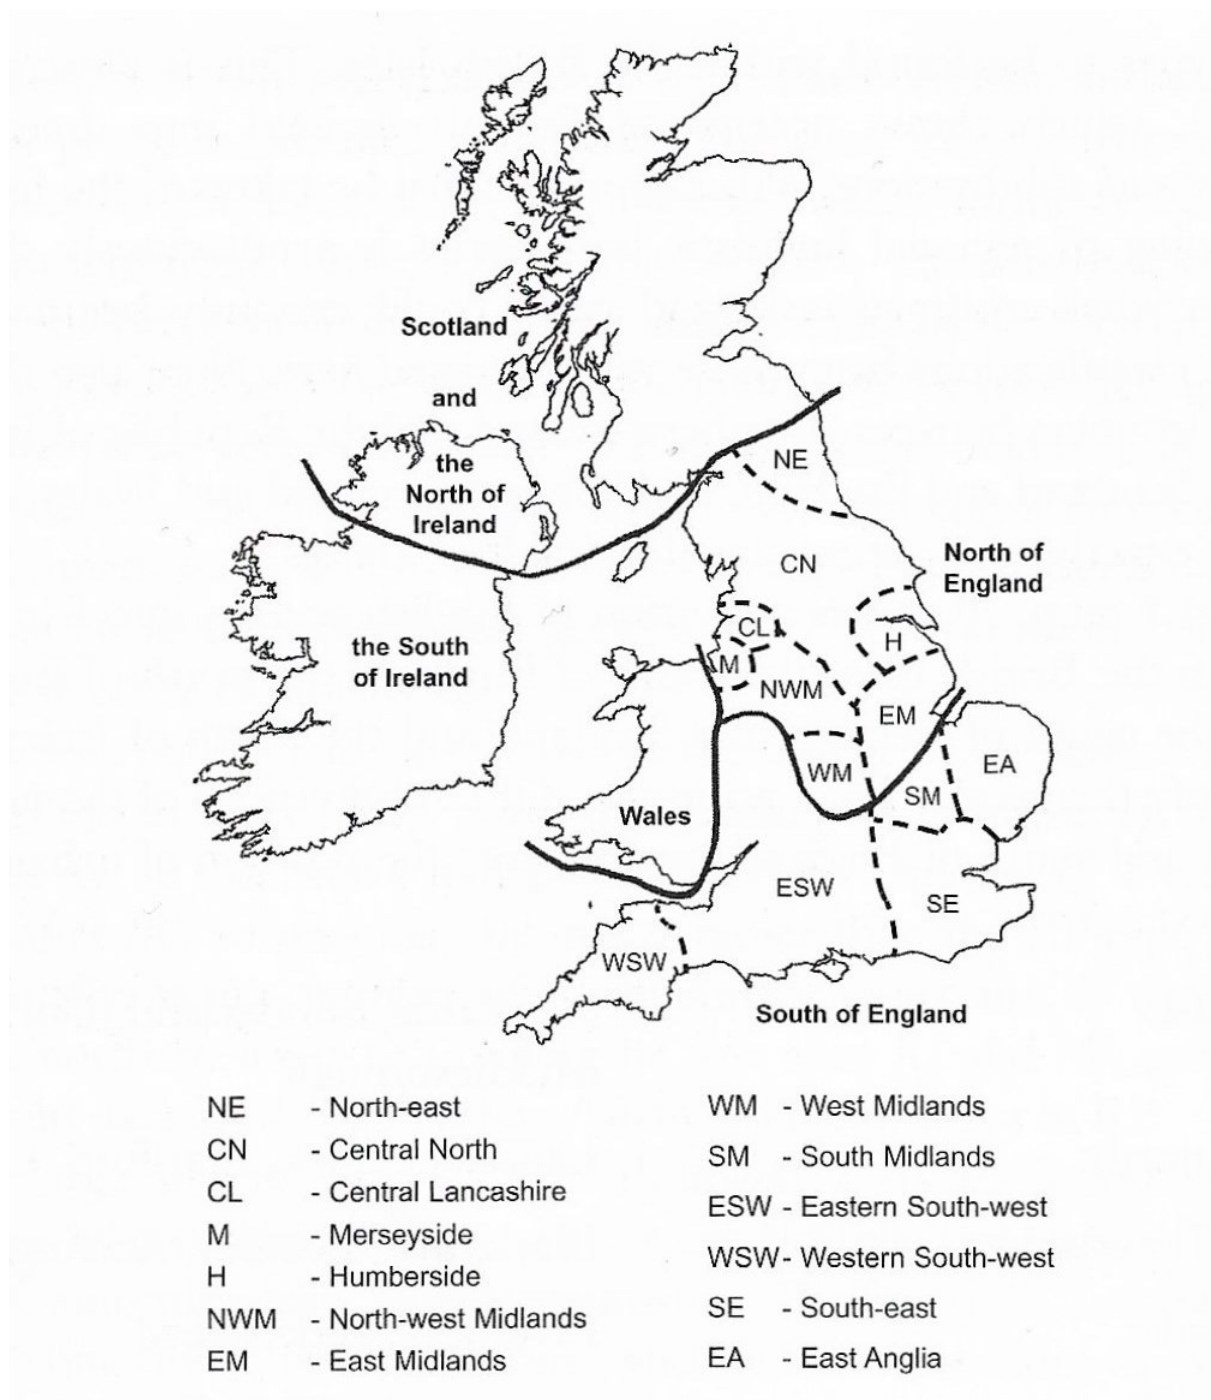 Scotland
and
the
North of
Ireland
NE
CN
North of
England
CL
H
the South
of Ireland
M
NWM
EM
EA
WM
SM
Wales
ESW
SE
WSW
South of England
NE - North-east
CN - Central North
CL - Central Lancashire
M - Merseyside
H - Humberside
NWM - North-west Midlands
EM - East Midlands
WM - West Midlands
SM - South Midlands
ESW - Eastern South-west
WSW - Western South-west
SE - South-east
EA - East Anglia